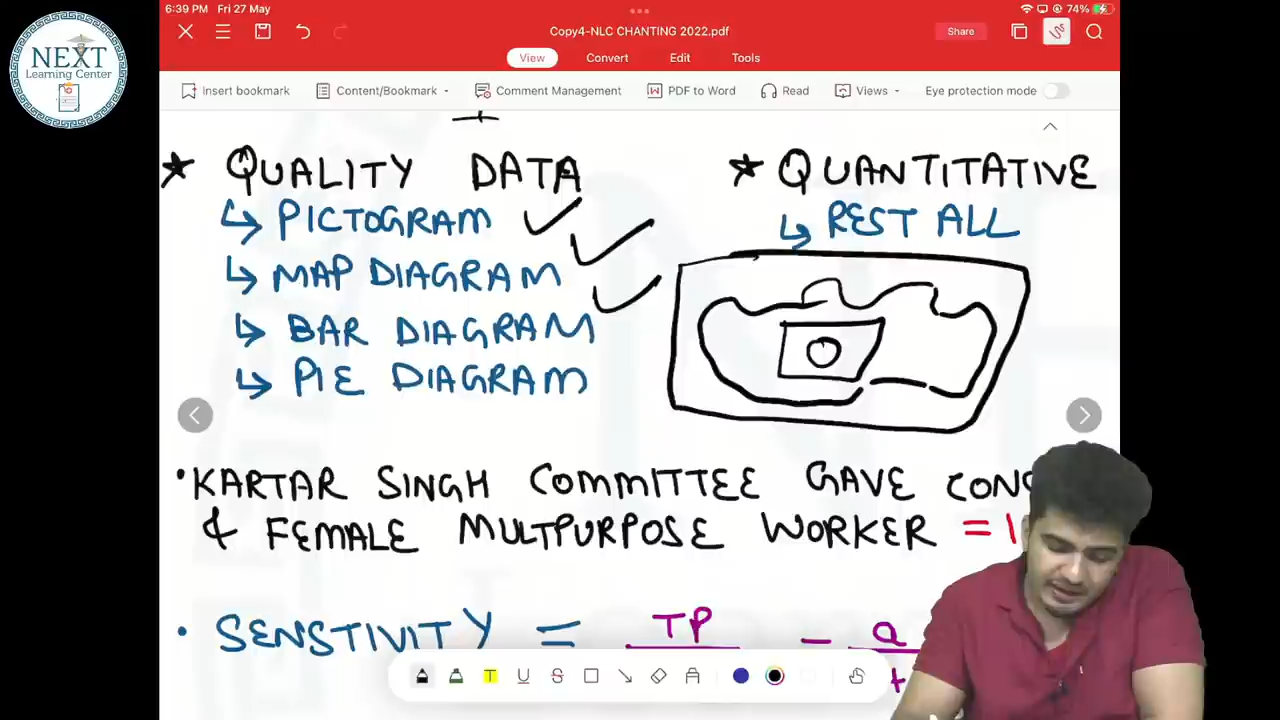 6:39 PM Fri 27 May
74%
NEXT
Learning Center
Copy4-NLC CHANTING 2022.pdf
Share
View Convert Edit Tools
Insert bookmark Content/Bookmark Comment Management PDF to Word Read Views Eye protection mode
★ QUALITY DATA
↳ PICTOGRAM
↳ MAP DIAGRAM
↳ BAR DIAGRAM
↳ PIE DIAGRAM
★ QUANTITATIVE
↳ REST ALL
• KARTAR SINGH COMMITTEE GAVE CONC
& FEMALE MULTPURPOSE WORKER = 1
• SENSTIVITY = TP - a
+
T U S A